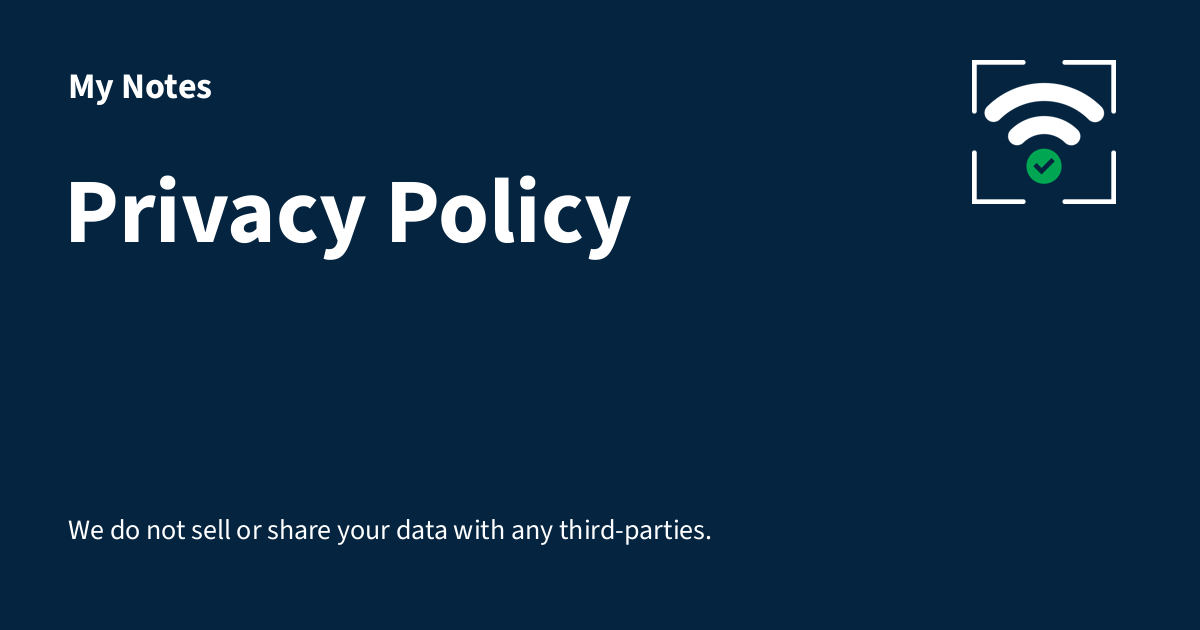 My Notes
Privacy Policy
We do not sell or share your data with any third-parties.